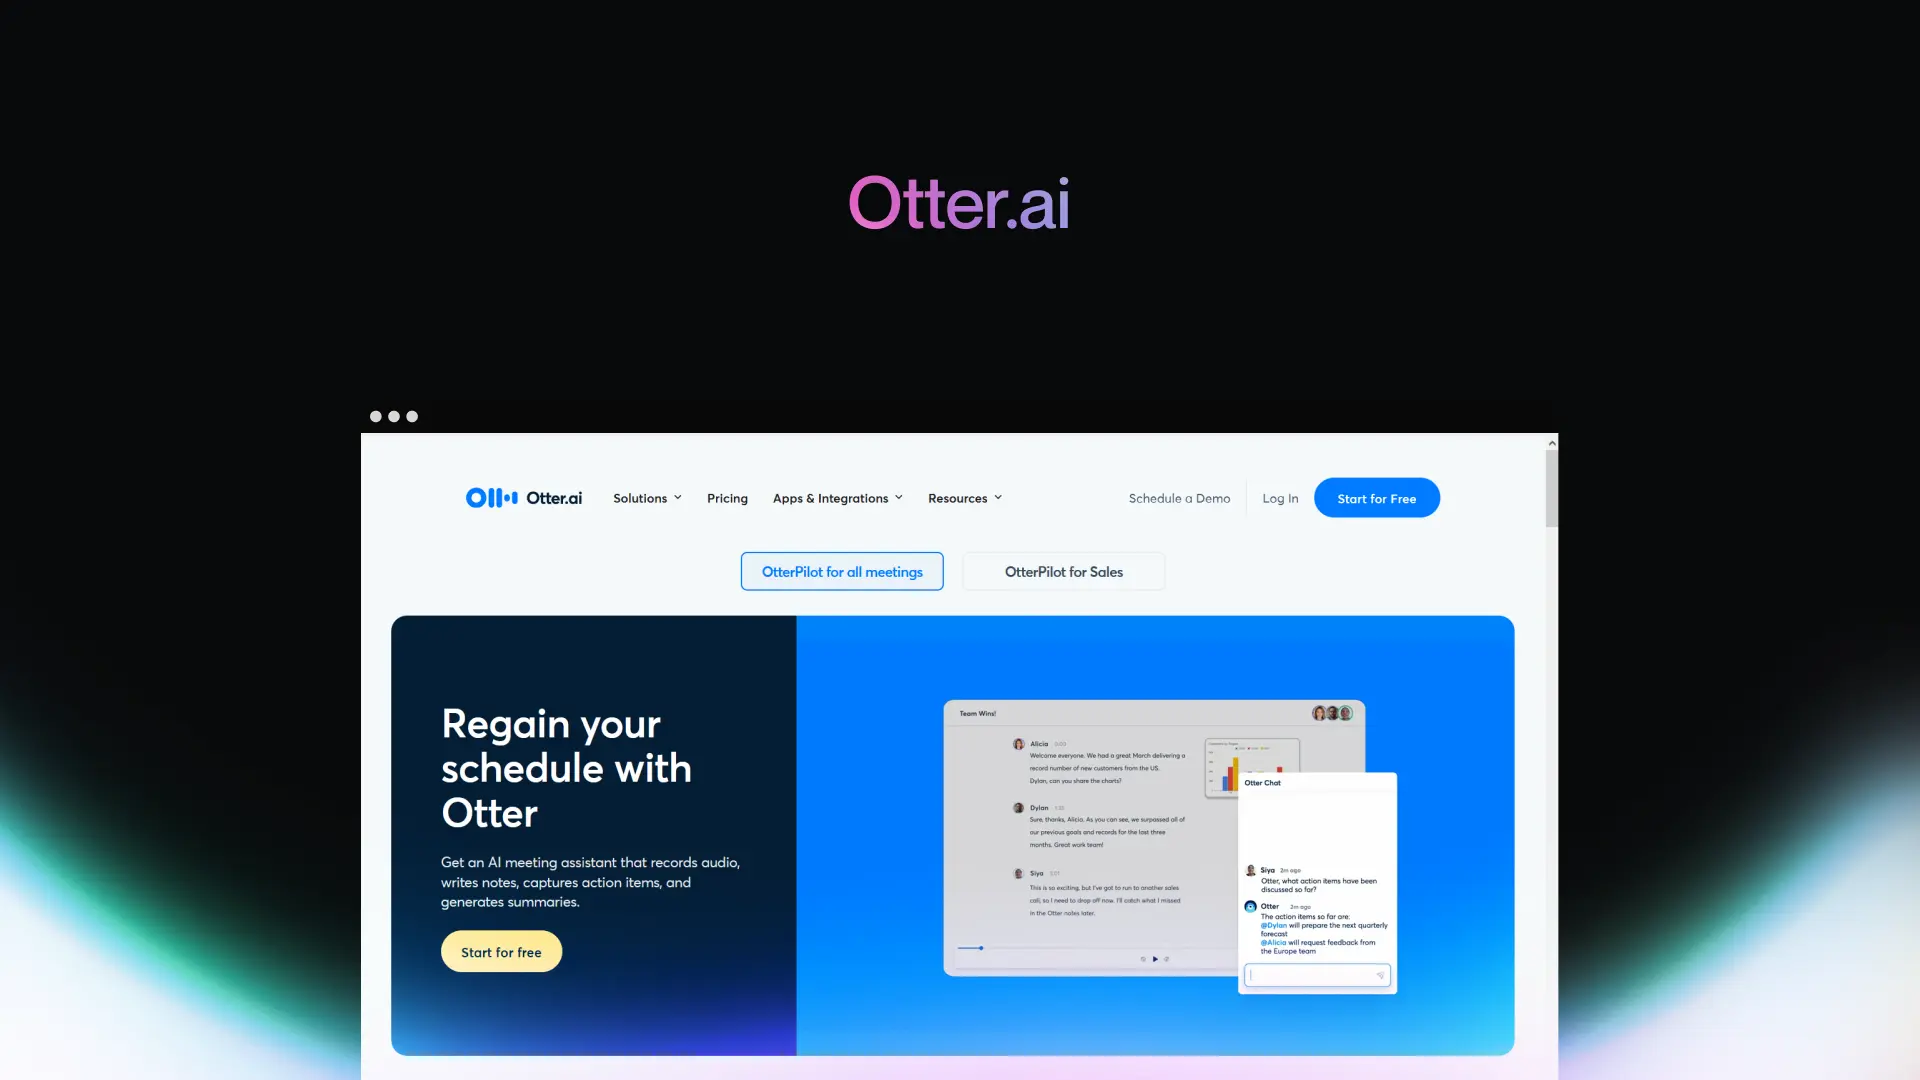 Otter.ai
Otter.ai
Solutions
Pricing
Apps & Integrations
Resources
Schedule a Demo
Log In
Start for Free
OtterPilot for all meetings
OtterPilot for Sales
Regain your
schedule with
Otter
Get an AI meeting assistant that records audio,
writes notes, captures action items, and
generates summaries.
Start for free
Team Wins!
Alicia
Welcome everyone. We had a great March delivering a
record number of new customers from the US.
Dylan, can you share the charts?
Dylan
Sure, thanks, Alicia. As you can see, we surpassed all of
our previous goals and records for the last three
months. Great work team!
Siya
This is so exciting, but I've got to run to another sales
call, so I need to drop off now. I'll catch what I missed
in the Otter notes later.
Otter Chat
Siya 2m ago
Otter, what action items have been
discussed so far?
Otter 2m ago
The action items so far are:
@Dylan will prepare the next quarterly
forecast
@Alicia will request feedback from
the Europe team